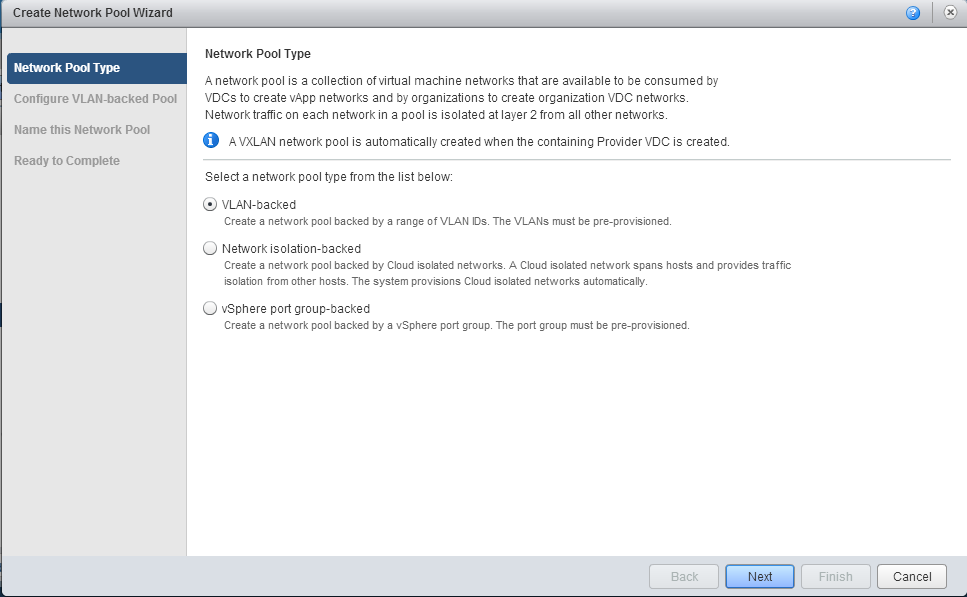 Create Network Pool Wizard
?
Network Pool Type
Configure VLAN-backed Pool
Name this Network Pool
Ready to Complete
Network Pool Type
A network pool is a collection of virtual machine networks that are available to be consumed by
VDCs to create vApp networks and by organizations to create organization VDC networks.
Network traffic on each network in a pool is isolated at layer 2 from all other networks.
A VXLAN network pool is automatically created when the containing Provider VDC is created.
Select a network pool type from the list below:
VLAN-backed
Create a network pool backed by a range of VLAN IDs. The VLANs must be pre-provisioned.
Network isolation-backed
Create a network pool backed by Cloud isolated networks. A Cloud isolated network spans hosts and provides traffic
isolation from other hosts. The system provisions Cloud isolated networks automatically.
vSphere port group-backed
Create a network pool backed by a vSphere port group. The port group must be pre-provisioned.
Back
Next
Finish
Cancel